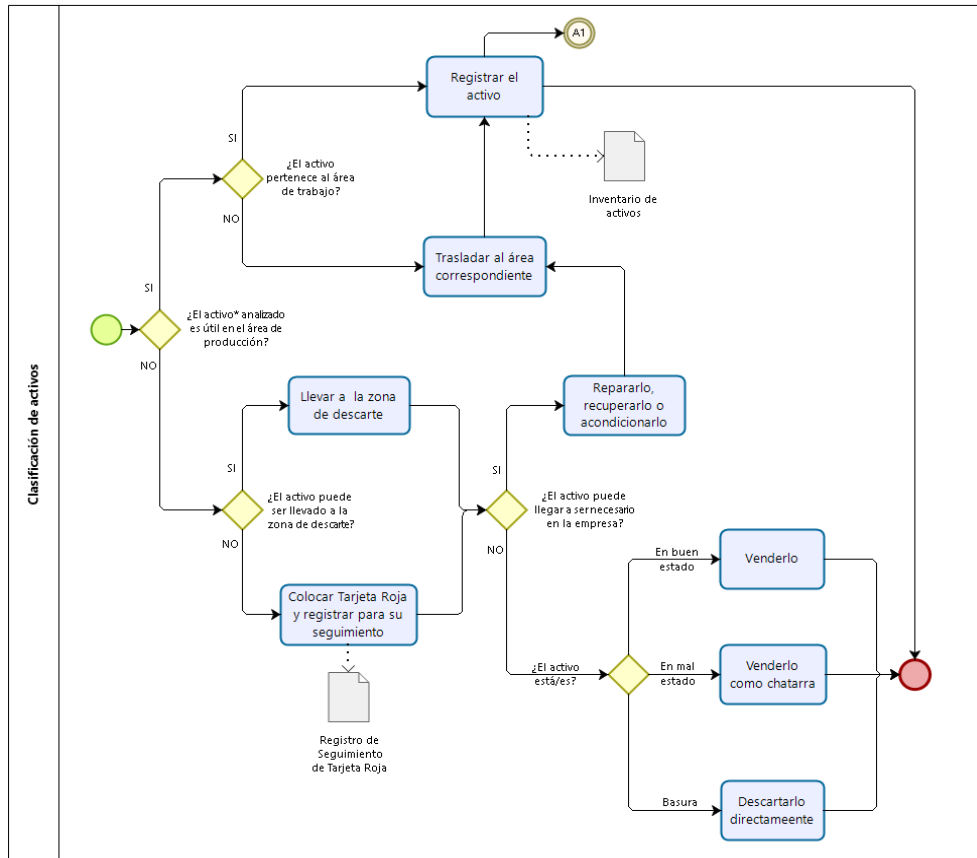 Clasificación de activos
A1
Registrar el
activo
SI
¿El activo
pertenece al área
de trabajo?
NO
Inventario de
activos
Trasladar al área
correspondiente
SI
¿El activo* analizado
es útil en el área de
producción?
NO
Llevar a la zona
de descarte
Repararlo,
recuperarlo o
acondicionarlo
SI
¿El activo puede
ser llevado a la
zona de descarte?
NO
SI
¿El activo puede
llegar a ser necesario
en la empresa?
NO
Colocar Tarjeta Roja
y registrar para su
seguimiento
Registro de
Seguimiento
de Tarjeta Roja
En buen
estado
Venderlo
¿El activo
está/es?
En mal
estado
Venderlo
como chatarra
Basura
Descartarlo
directameente